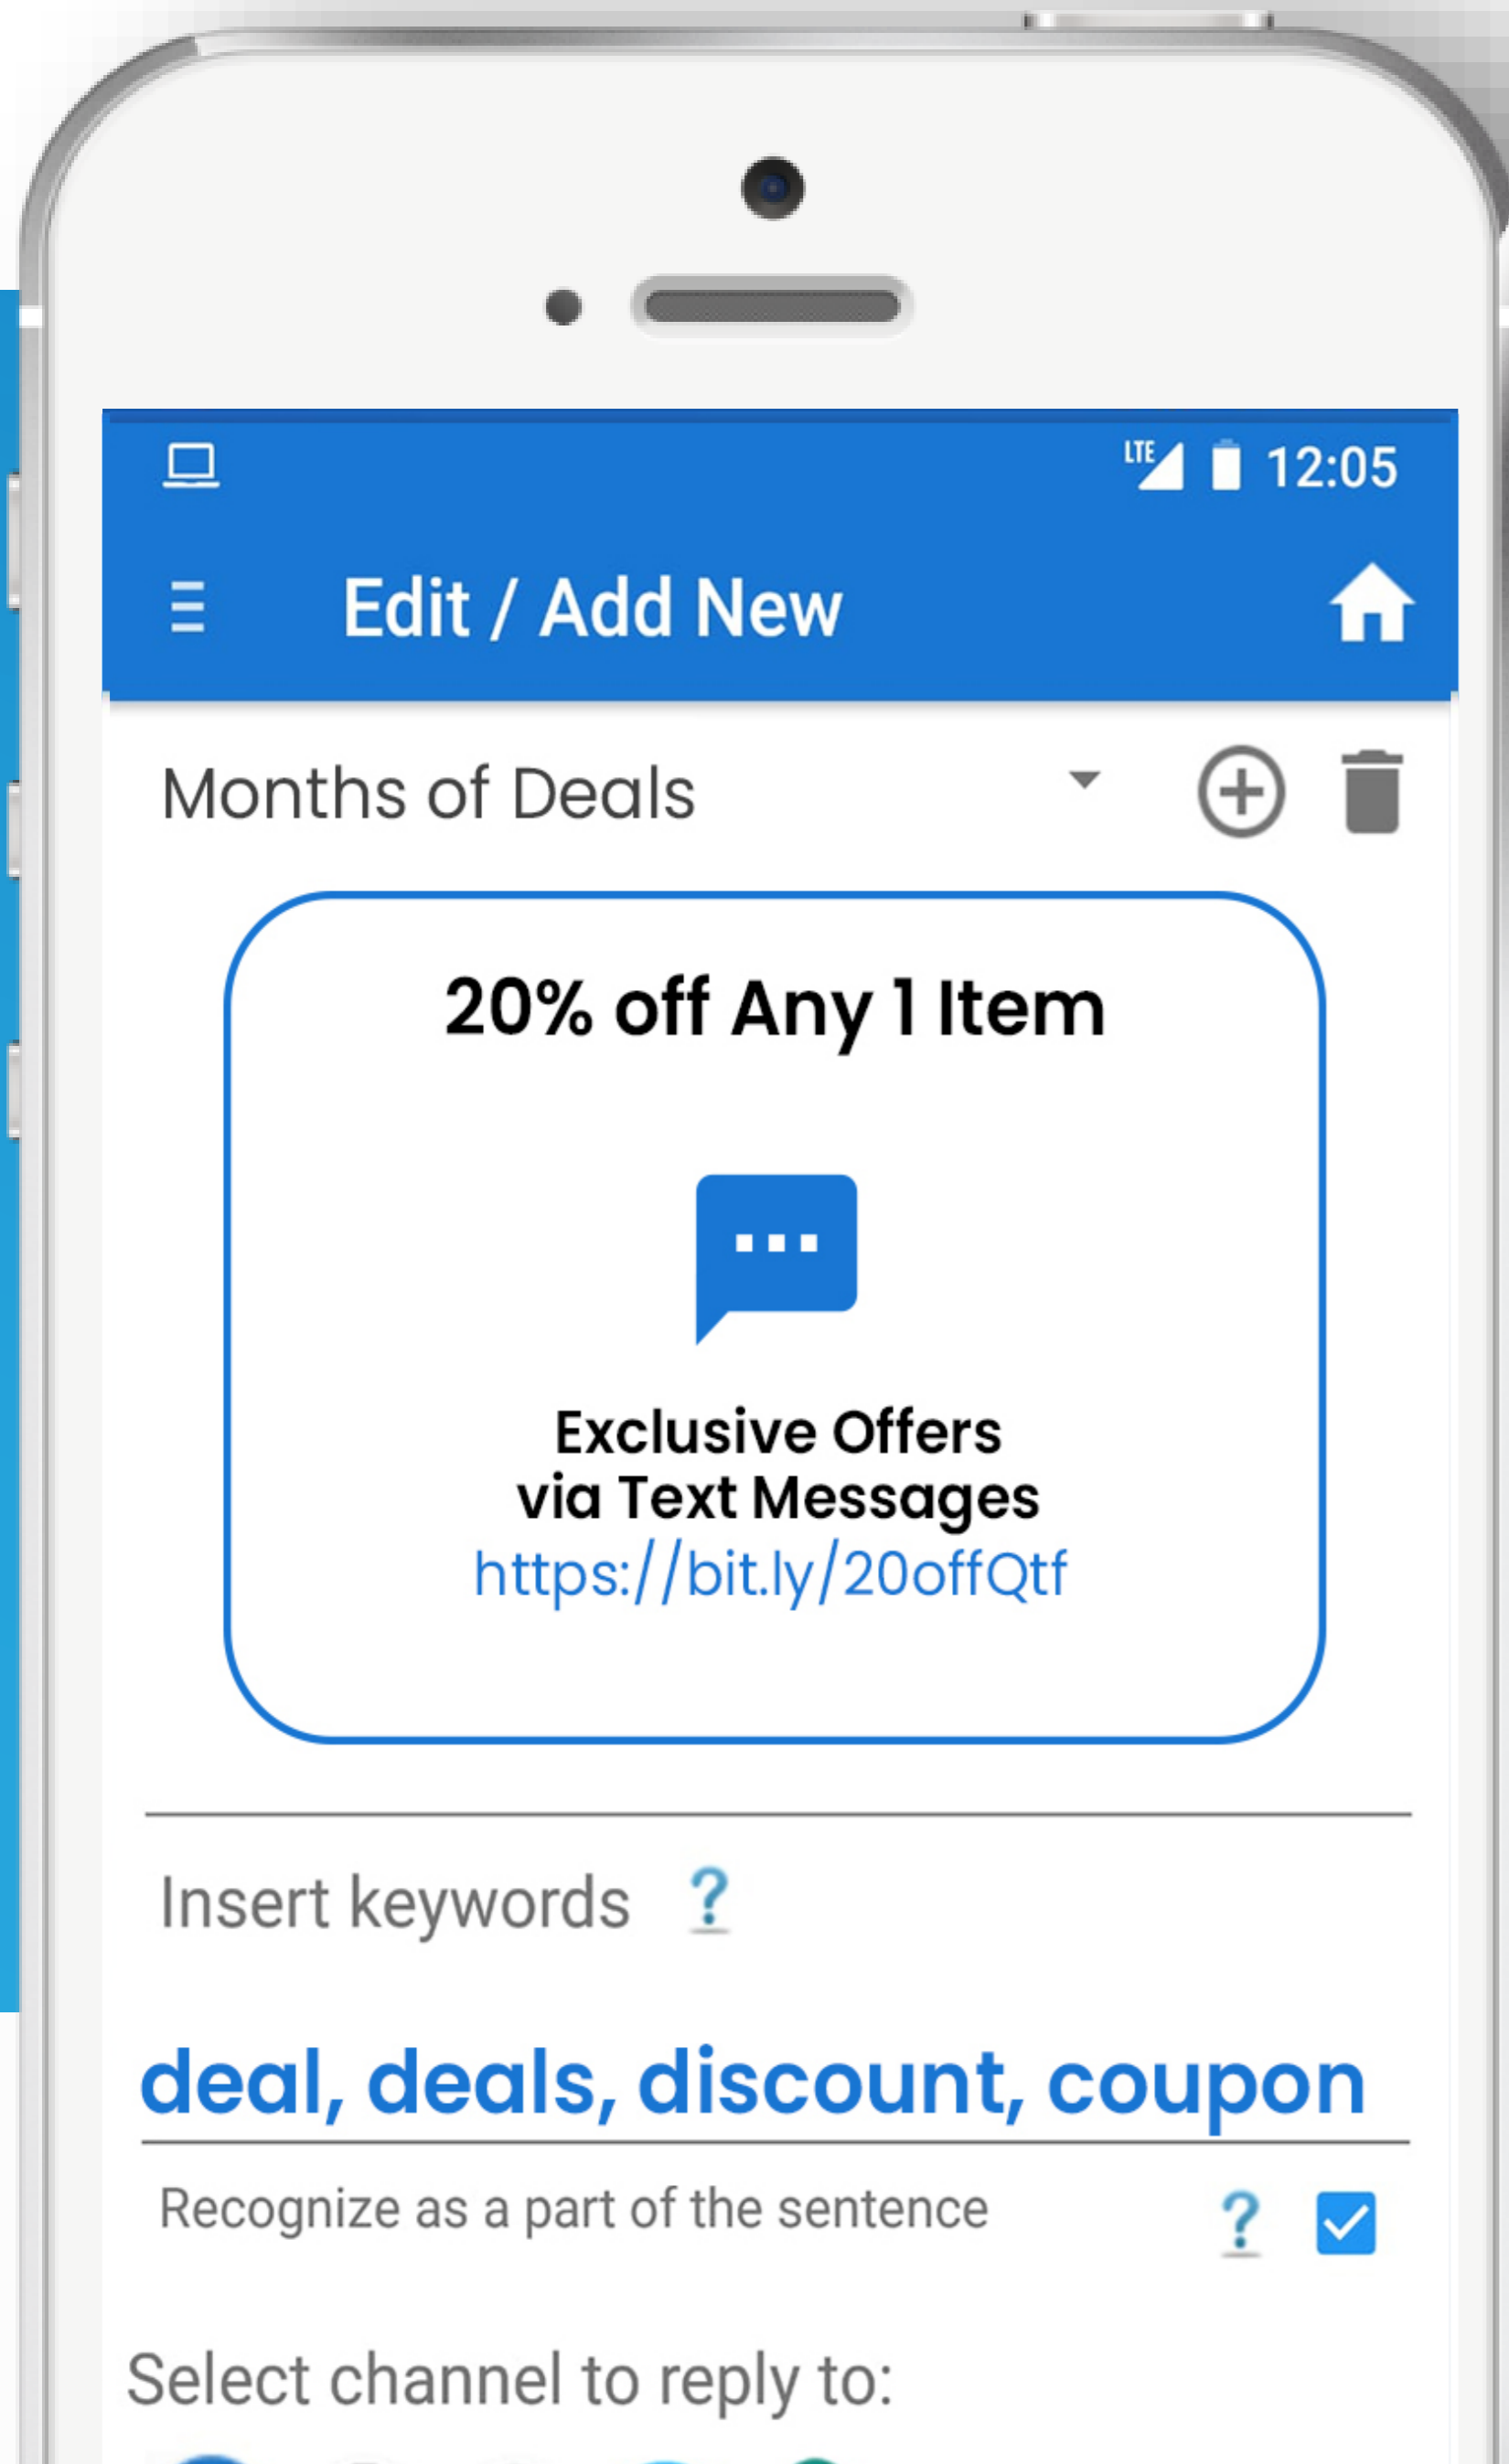 LTE 12:05
Edit / Add New
Months of Deals
20% off Any 1 Item
Exclusive Offers
via Text Messages
https://bit.ly/20offQtf
Insert keywords ?
deal, deals, discount, coupon
Recognize as a part of the sentence ?
Select channel to reply to: